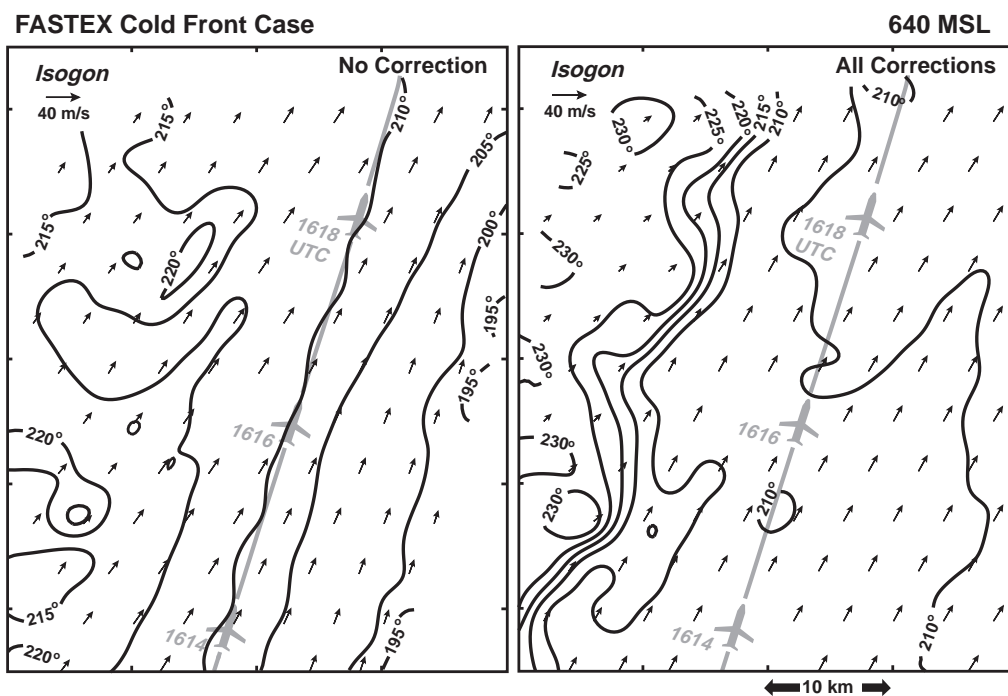 FASTEX Cold Front Case
640 MSL
Isogon
40 m/s
No Correction
215°
210°
205°
1618
UTC
215°
200°
220°
195°
195°
1616
220°
215°
1614
195°
220°
Isogon
40 m/s
All Corrections
210°
230°
225°
220°
215°
210°
225°
1618
UTC
230°
230°
1616
230°
230°
210°
1614
210°
10 km